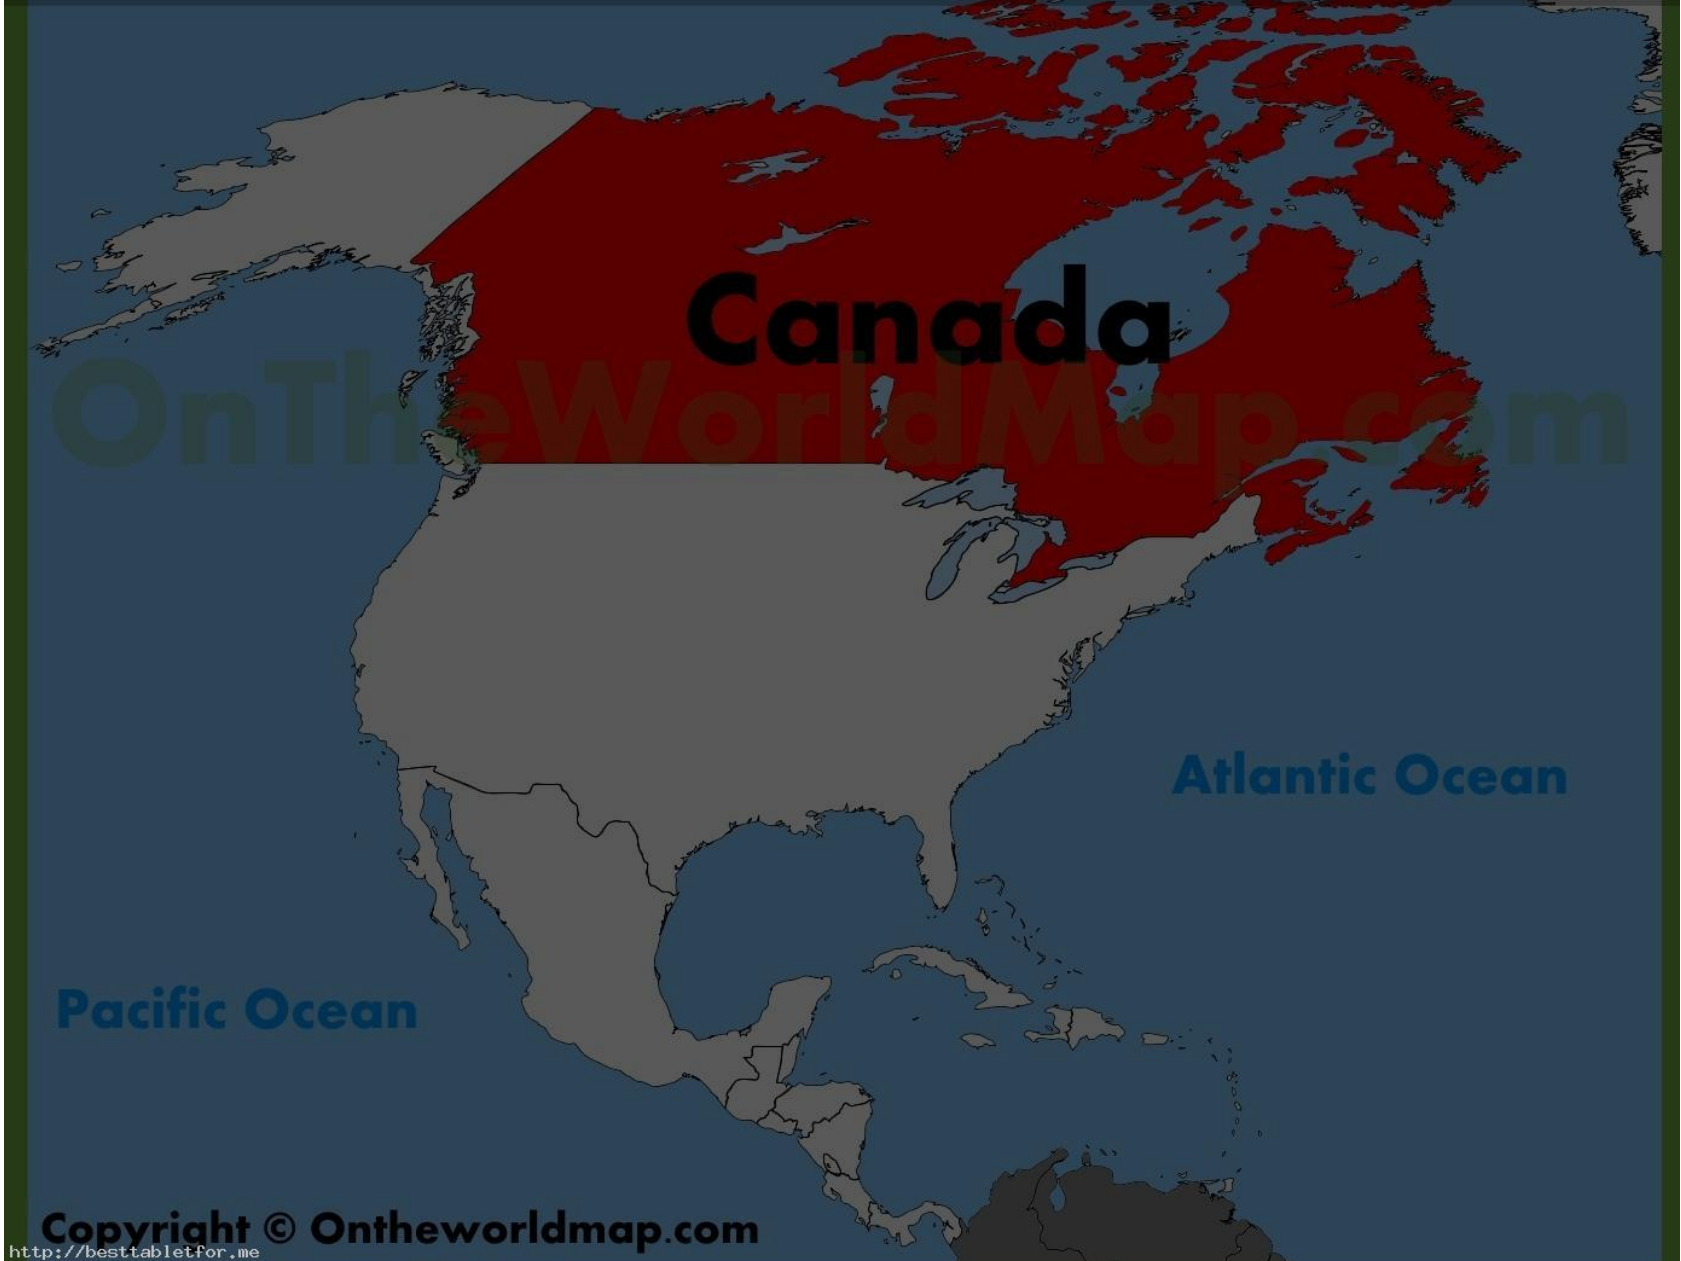 Canada
OnTheWorldMap.com
Atlantic Ocean
Pacific Ocean
Copyright © Ontheworldmap.com
http://besttabletfor.me